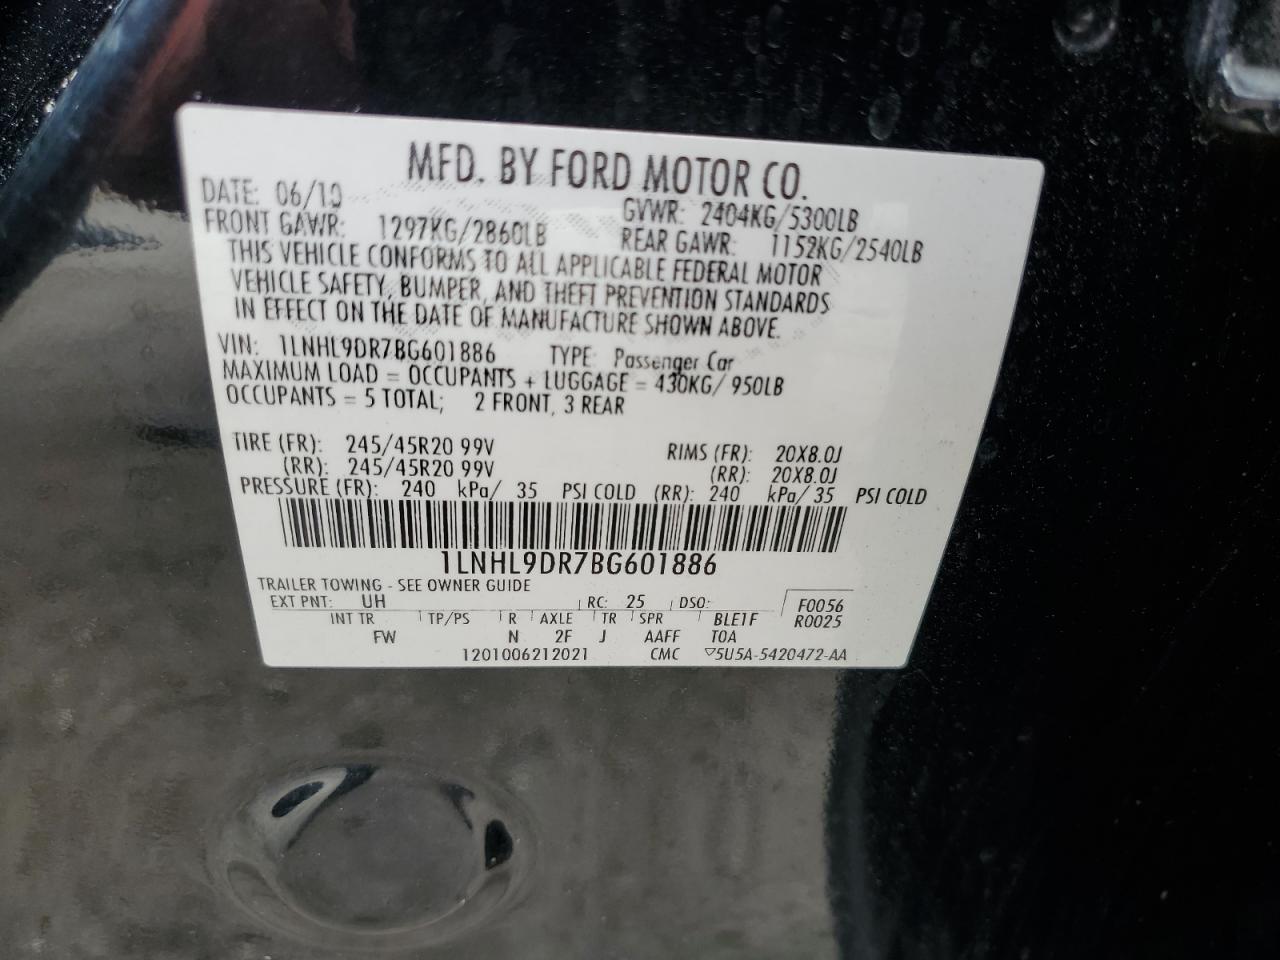 MFD. BY FORD MOTOR CO.
DATE: 06/10 GVWR: 2404KG/5300LB
FRONT GAWR: 1297KG/2860LB REAR GAWR: 1152KG/2540LB
THIS VEHICLE CONFORMS TO ALL APPLICABLE FEDERAL MOTOR
VEHICLE SAFETY, BUMPER, AND THEFT PREVENTION STANDARDS
IN EFFECT ON THE DATE OF MANUFACTURE SHOWN ABOVE.
VIN: 1LNHL9DR7BG601886 TYPE: Passenger Car
MAXIMUM LOAD = OCCUPANTS + LUGGAGE = 430KG/ 950LB
OCCUPANTS = 5 TOTAL; 2 FRONT, 3 REAR
TIRE (FR): 245/45R20 99V RIMS (FR): 20X8.0J
(RR): 245/45R20 99V (RR): 20X8.0J
PRESSURE (FR): 240 kPa/ 35 PSI COLD (RR): 240 kPa/ 35 PSI COLD
1LNHL9DR7BG601886
TRAILER TOWING - SEE OWNER GUIDE
EXT PNT: UH RC: 25 DSO: F0056
INT TR TP/PS R AXLE TR SPR BLE1F R0025
FW N 2F J AAFF T0A
1201006212021 CMC ▽5U5A-5420472-AA